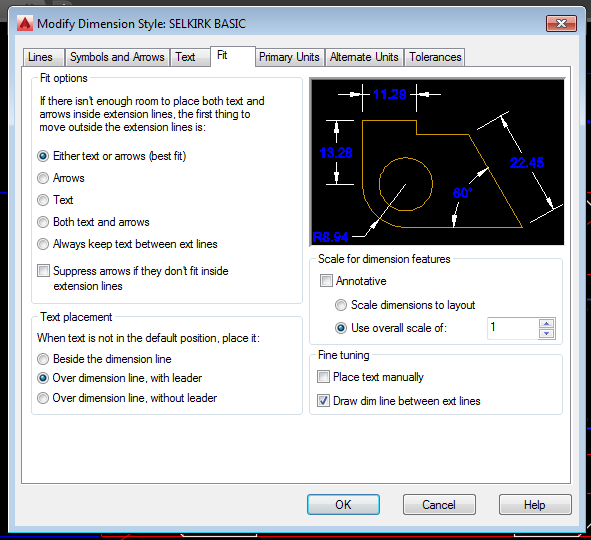 Modify Dimension Style: SELKIRK BASIC
Lines
Symbols and Arrows
Text
Fit
Primary Units
Alternate Units
Tolerances
Fit options
If there isn't enough room to place both text and
arrows inside extension lines, the first thing to
move outside the extension lines is:
Either text or arrows (best fit)
Arrows
Text
Both text and arrows
Always keep text between ext lines
Suppress arrows if they don't fit inside
extension lines
Text placement
When text is not in the default position, place it:
Beside the dimension line
Over dimension line, with leader
Over dimension line, without leader
11.28
13.28
22.45
60°
R8.94
Scale for dimension features
Annotative
Scale dimensions to layout
Use overall scale of:
1
Fine tuning
Place text manually
Draw dim line between ext lines
OK
Cancel
Help